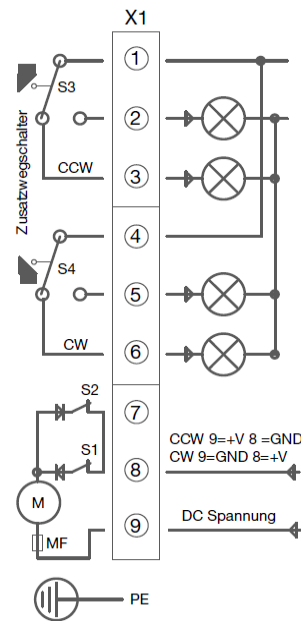 X1
1
S3
Zusatzwegschalter
2
CCW
3
4
S4
5
CW
6
S2
7
CCW 9=+V 8 =GND
S1
8
CW 9=GND 8=+V
M
9
DC Spannung
MF
PE